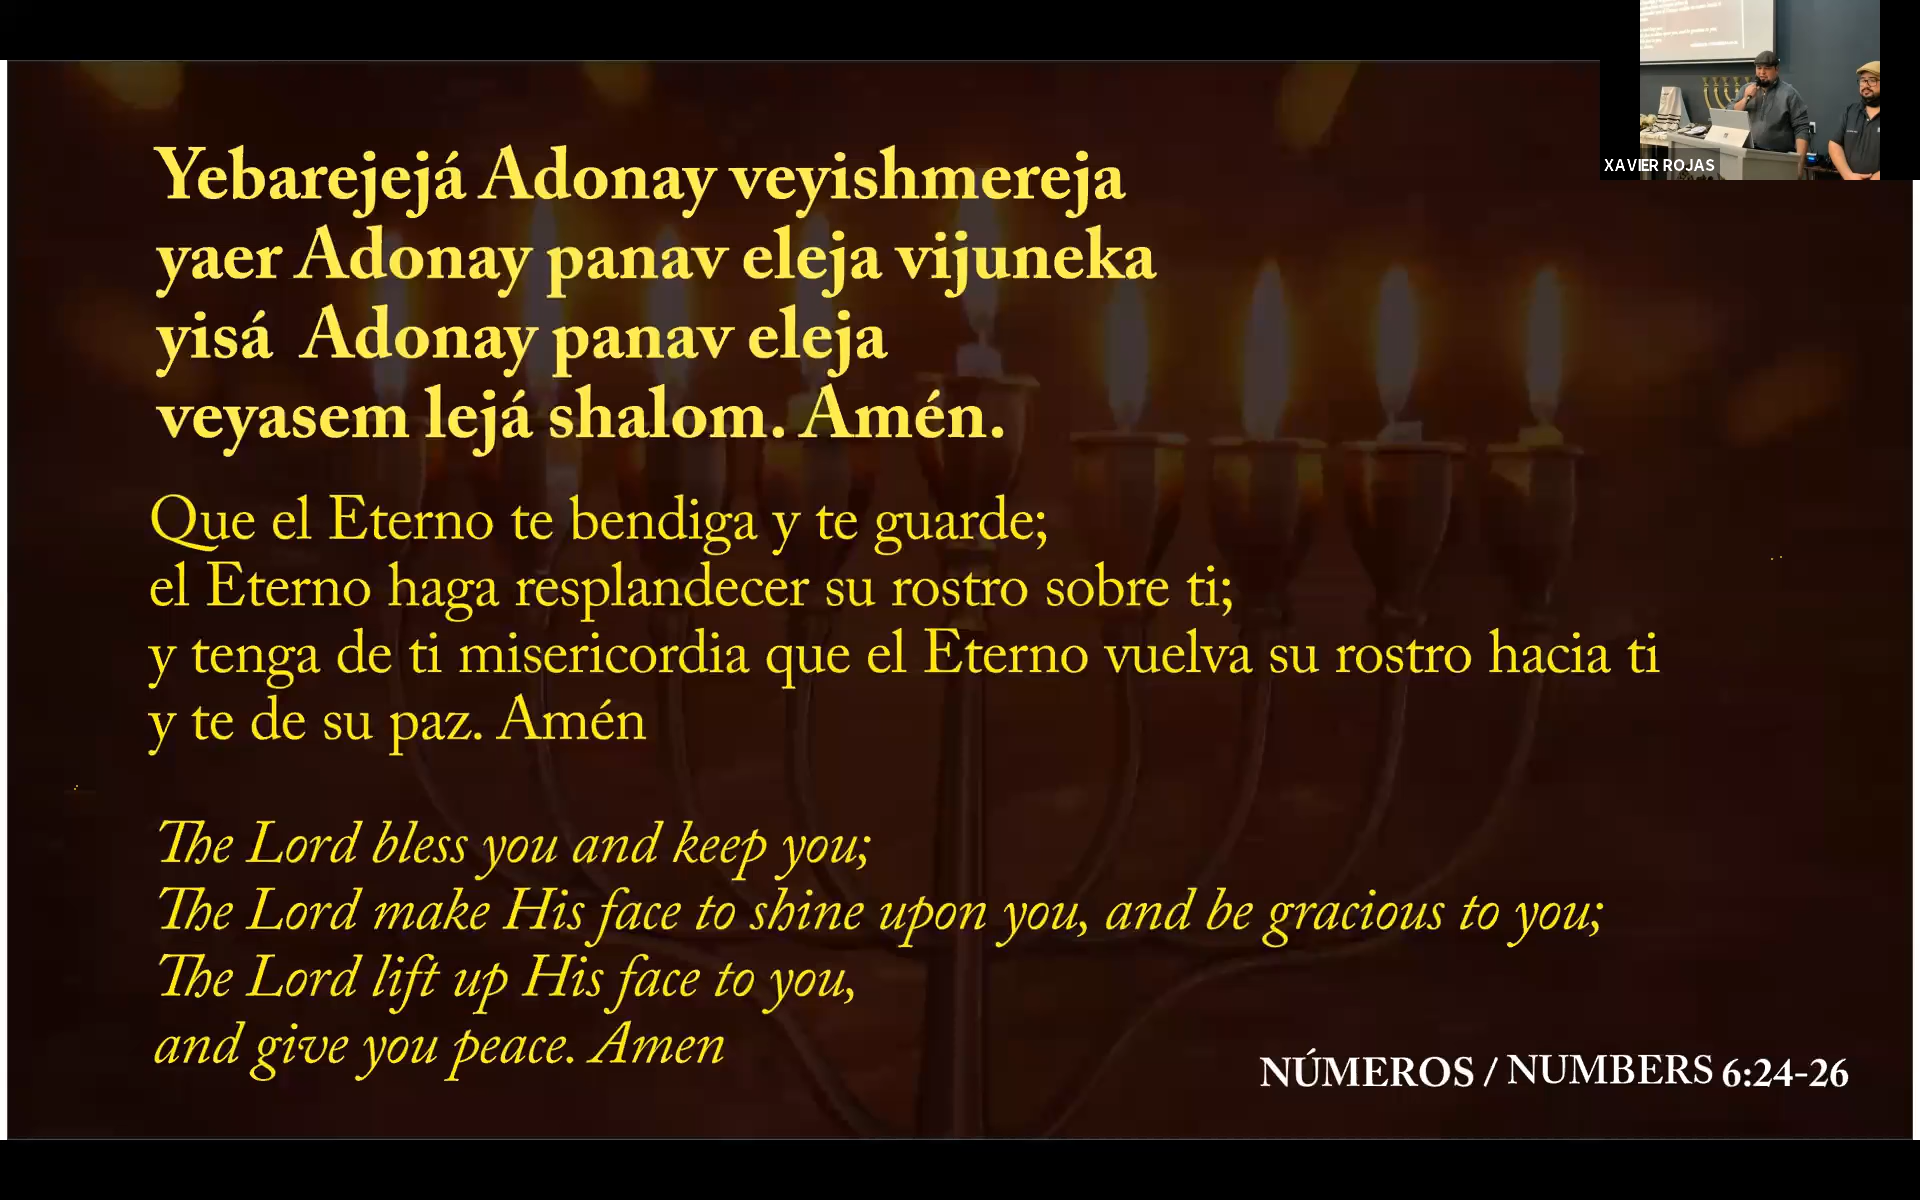 XAVIER ROJAS
Yebarejejá Adonay veyishmereja
yaer Adonay panav eleja vijuneka
yisá Adonay panav eleja
veyasem lejá shalom. Amén.
Que el Eterno te bendiga y te guarde;
el Eterno haga resplandecer su rostro sobre ti;
y tenga de ti misericordia que el Eterno vuelva su rostro hacia ti
y te de su paz. Amén
The Lord bless you and keep you;
The Lord make His face to shine upon you, and be gracious to you;
The Lord lift up His face to you,
and give you peace. Amen
NÚMEROS / NUMBERS 6:24-26